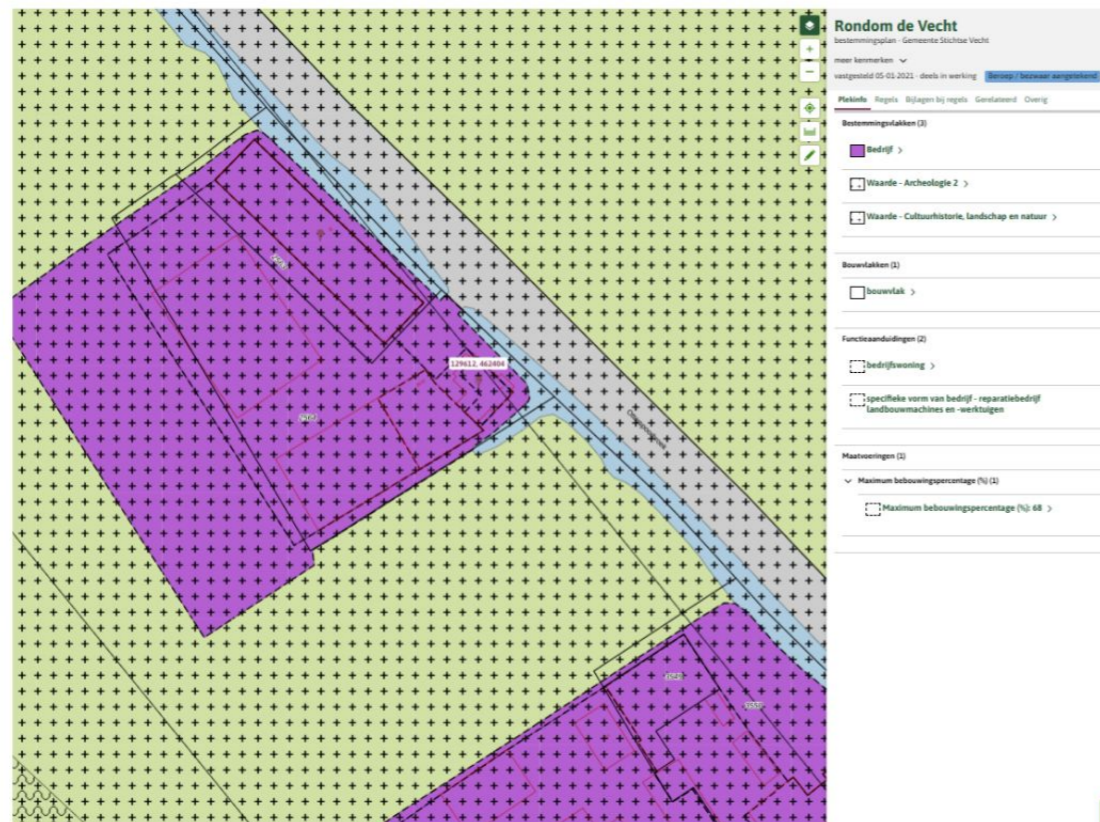 Rondom de Vecht
bestemmingsplan - Gemeente Stichtse Vecht
meer kenmerken
vastgesteld 05-01-2021 - deels in werking Beroep / bezwaar aangetekend
Plekinfo Regels Bijlagen bij regels Gerelateerd Overig
Bestemmingsvlakken (3)
Bedrijf
Waarde - Archeologie 2
Waarde - Cultuurhistorie, landschap en natuur
Bouwvlakken (1)
bouwvlak
Functieaanduidingen (2)
bedrijfswoning
specifieke vorm van bedrijf - reparatiebedrijf
landbouwmachines en -werktuigen
Maatvoeringen (1)
Maximum bebouwingspercentage (%) (1)
Maximum bebouwingspercentage (%): 68
129612, 462404